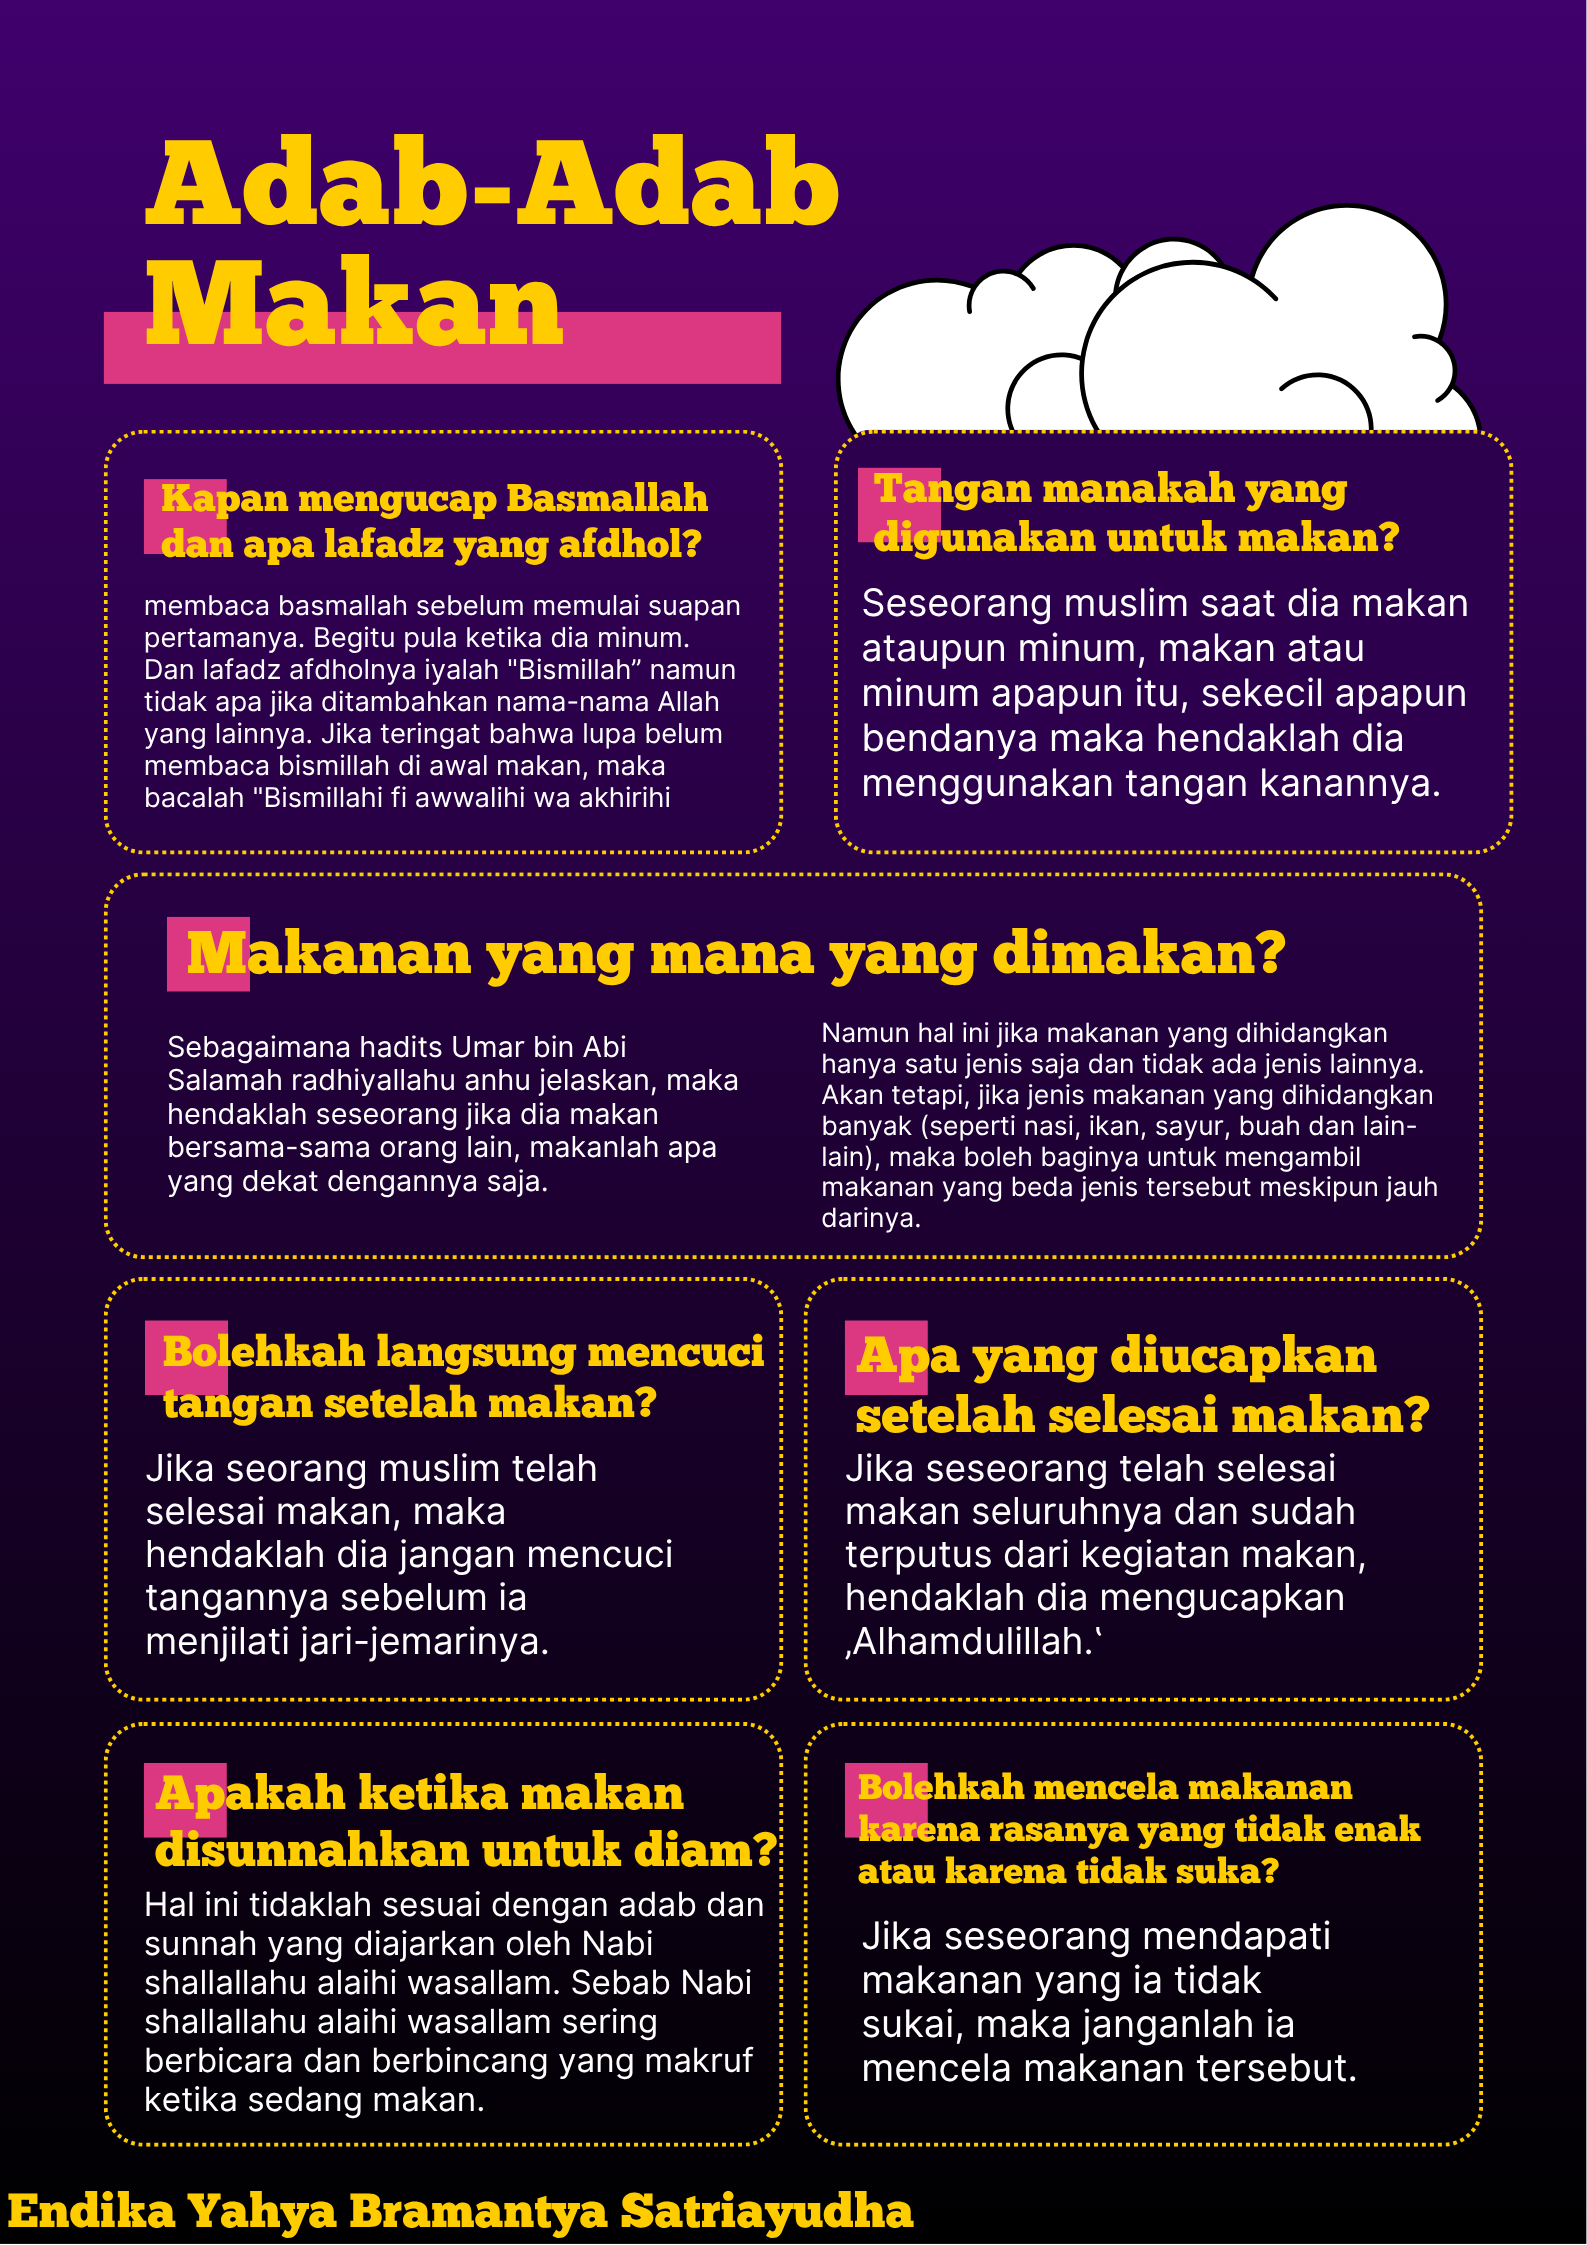 Adab-Adab
Makan
Kapan mengucap Basmallah
dan apa lafadz yang afdhol?
membaca basmallah sebelum memulai suapan
pertamanya. Begitu pula ketika dia minum.
Dan lafadz afdholnya iyalah "Bismillah” namun
tidak apa jika ditambahkan nama-nama Allah
yang lainnya. Jika teringat bahwa lupa belum
membaca bismillah di awal makan, maka
bacalah "Bismillahi fi awwalihi wa akhirihi
Tangan manakah yang
digunakan untuk makan?
Seseorang muslim saat dia makan
ataupun minum, makan atau
minum apapun itu, sekecil apapun
bendanya maka hendaklah dia
menggunakan tangan kanannya.
Makanan yang mana yang dimakan?
Sebagaimana hadits Umar bin Abi
Salamah radhiyallahu anhu jelaskan, maka
hendaklah seseorang jika dia makan
bersama-sama orang lain, makanlah apa
yang dekat dengannya saja.
Namun hal ini jika makanan yang dihidangkan
hanya satu jenis saja dan tidak ada jenis lainnya.
Akan tetapi, jika jenis makanan yang dihidangkan
banyak (seperti nasi, ikan, sayur, buah dan lain-
lain), maka boleh baginya untuk mengambil
makanan yang beda jenis tersebut meskipun jauh
darinya.
Bolehkah langsung mencuci
tangan setelah makan?
Jika seorang muslim telah
selesai makan, maka
hendaklah dia jangan mencuci
tangannya sebelum ia
menjilati jari-jemarinya.
Apa yang diucapkan
setelah selesai makan?
Jika seseorang telah selesai
makan seluruhnya dan sudah
terputus dari kegiatan makan,
hendaklah dia mengucapkan
‚Alhamdulillah.‛
Apakah ketika makan
disunnahkan untuk diam?
Hal ini tidaklah sesuai dengan adab dan
sunnah yang diajarkan oleh Nabi
shallallahu alaihi wasallam. Sebab Nabi
shallallahu alaihi wasallam sering
berbicara dan berbincang yang makruf
ketika sedang makan.
Bolehkah mencela makanan
karena rasanya yang tidak enak
atau karena tidak suka?
Jika seseorang mendapati
makanan yang ia tidak
sukai, maka janganlah ia
mencela makanan tersebut.
Endika Yahya Bramantya Satriayudha